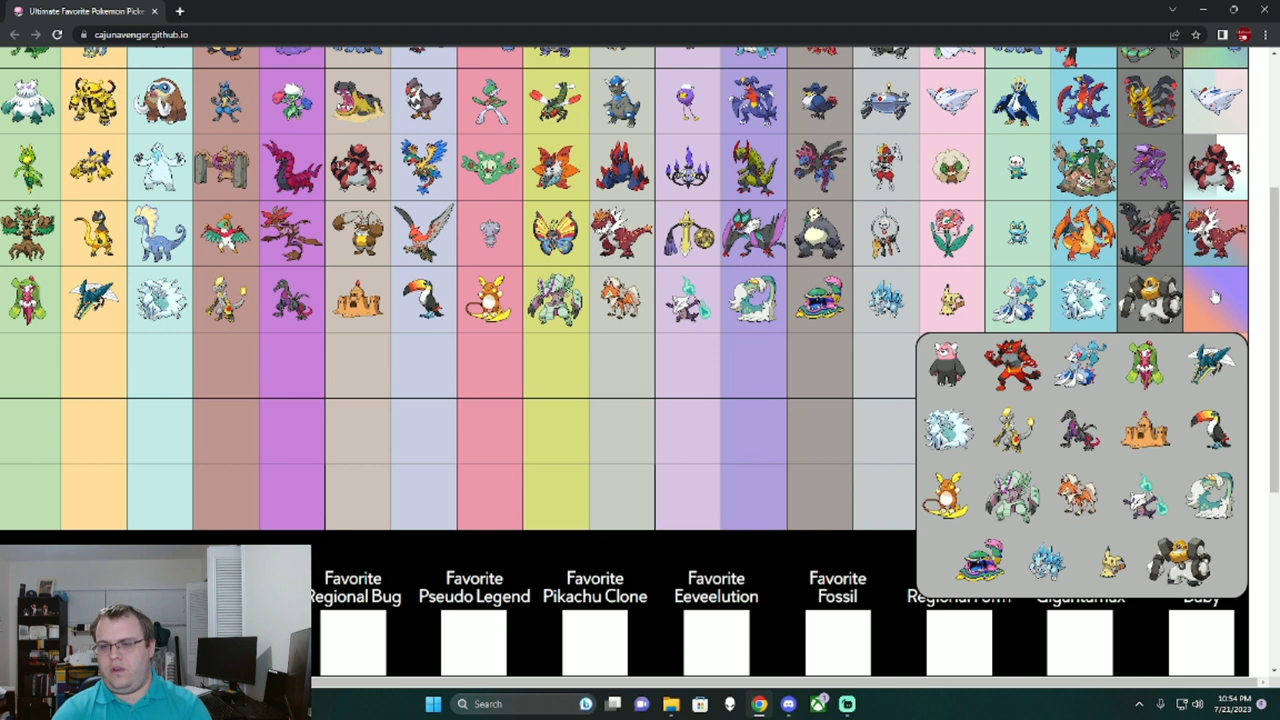 Ultimate Favorite Pokemon Picke
cajunavenger.github.io
Favorite
Regional Bug
Favorite
Pseudo Legend
Favorite
Pikachu Clone
Favorite
Eeveelution
Favorite
Fossil
Regional Form
Gigantamax
Baby
Search
10:54 PM
7/21/2023